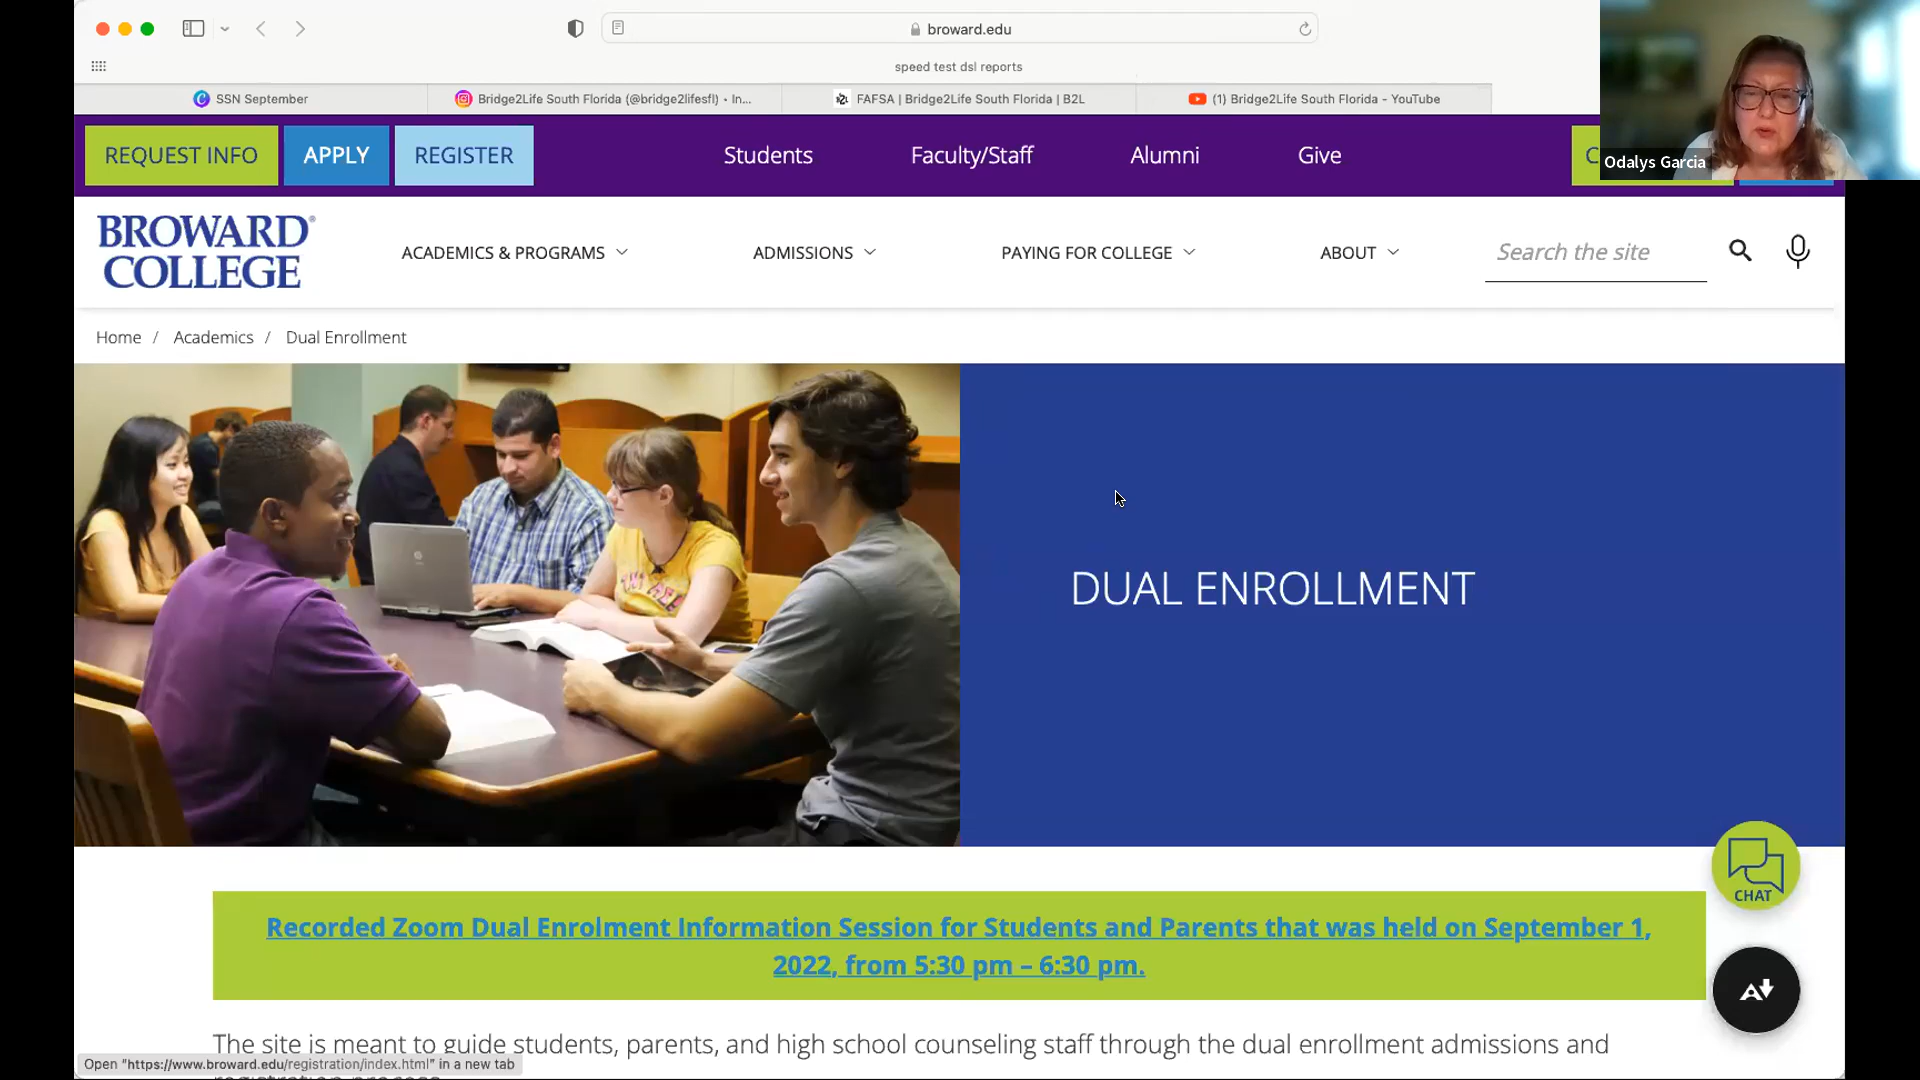 broward.edu
speed test dsl reports
SSN September
Bridge2Life South Florida (@bridge2lifesfl) • In...
FAFSA | Bridge2Life South Florida | B2L
(1) Bridge2Life South Florida - YouTube
REQUEST INFO
APPLY
REGISTER
Students
Faculty/Staff
Alumni
Give
C
Odalys Garcia
BROWARD®
COLLEGE
ACADEMICS & PROGRAMS
ADMISSIONS
PAYING FOR COLLEGE
ABOUT
Search the site
Home / Academics / Dual Enrollment
DUAL ENROLLMENT
CHAT
Recorded Zoom Dual Enrolment Information Session for Students and Parents that was held on September 1,
2022, from 5:30 pm – 6:30 pm.
The site is meant to guide students, parents, and high school counseling staff through the dual enrollment admissions and
Open "https://www.broward.edu/registration/index.html" in a new tab